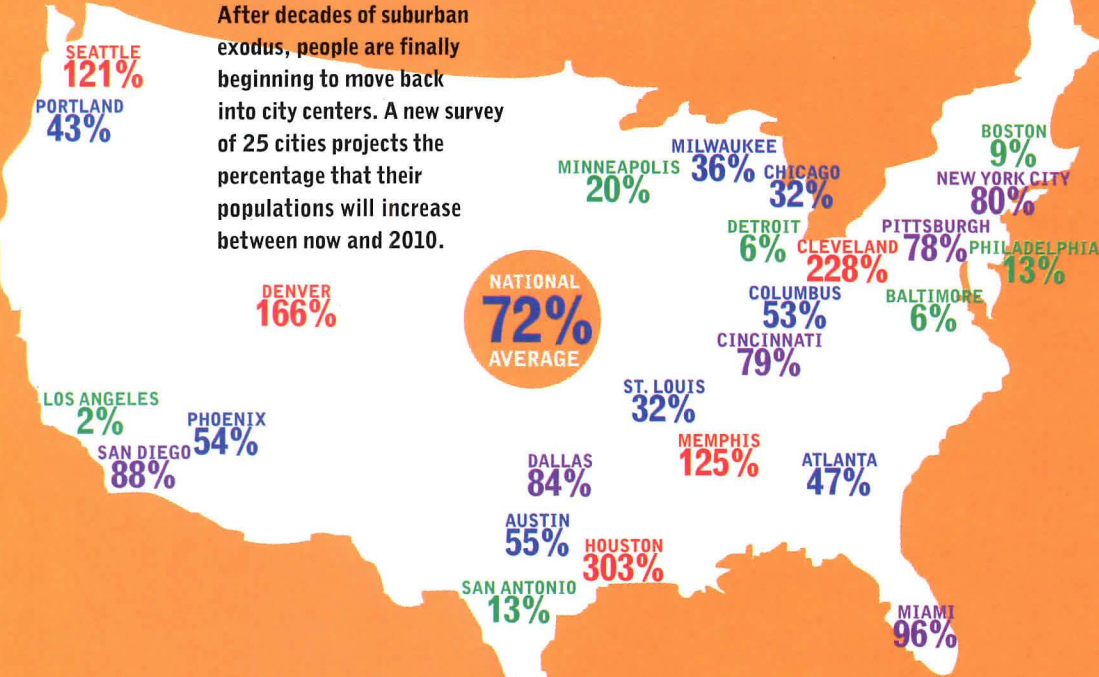 After decades of suburban
exodus, people are finally
beginning to move back
into city centers. A new survey
of 25 cities projects the
percentage that their
populations will increase
between now and 2010.
SEATTLE
121%
PORTLAND
43%
MINNEAPOLIS
20%
MILWAUKEE
36%
CHICAGO
32%
BOSTON
9%
NEW YORK CITY
80%
DETROIT
6%
CLEVELAND
228%
PITTSBURGH
78%
PHILADELPHIA
13%
DENVER
166%
NATIONAL
72%
AVERAGE
COLUMBUS
53%
BALTIMORE
6%
CINCINNATI
79%
LOS ANGELES
2%
PHOENIX
54%
SAN DIEGO
88%
ST. LOUIS
32%
MEMPHIS
125%
DALLAS
84%
ATLANTA
47%
AUSTIN
55%
HOUSTON
303%
SAN ANTONIO
13%
MIAMI
96%